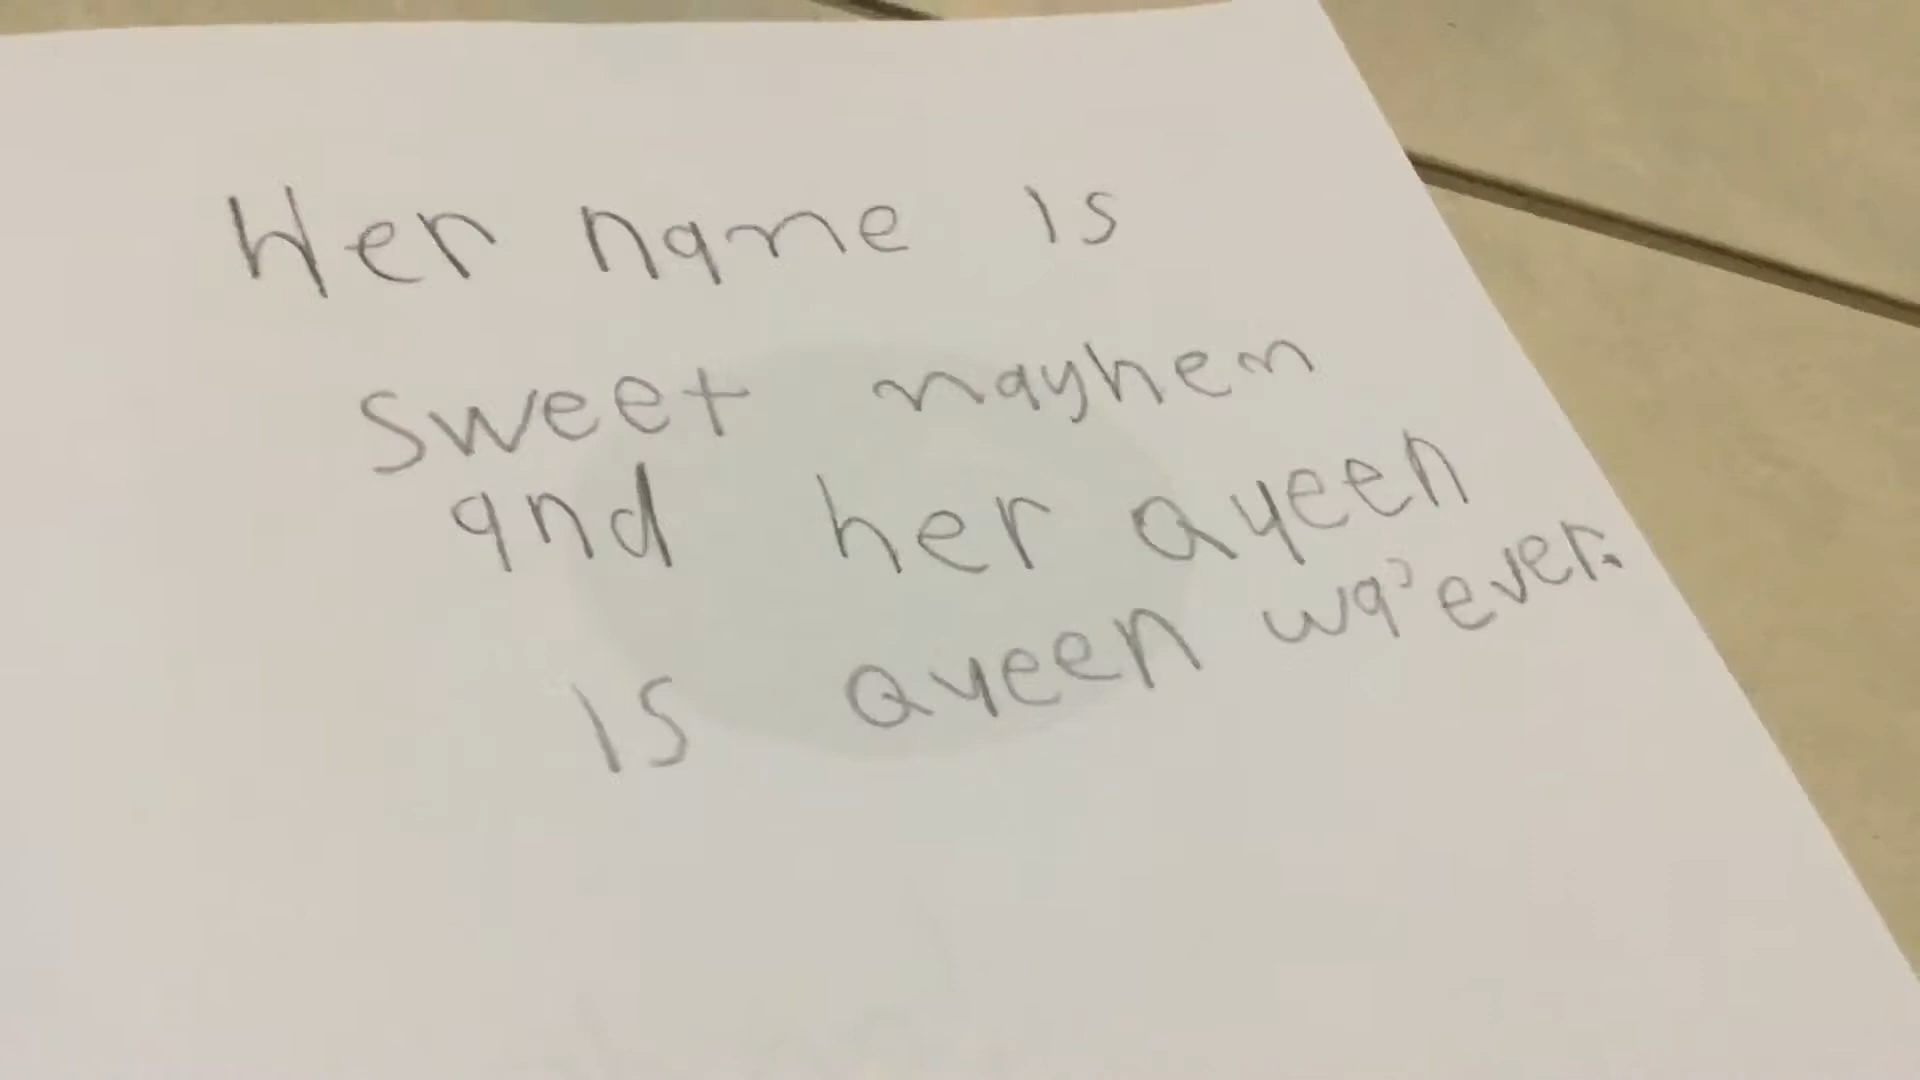 Her name is
sweet mayhem
and her queen
is queen wa'ever.